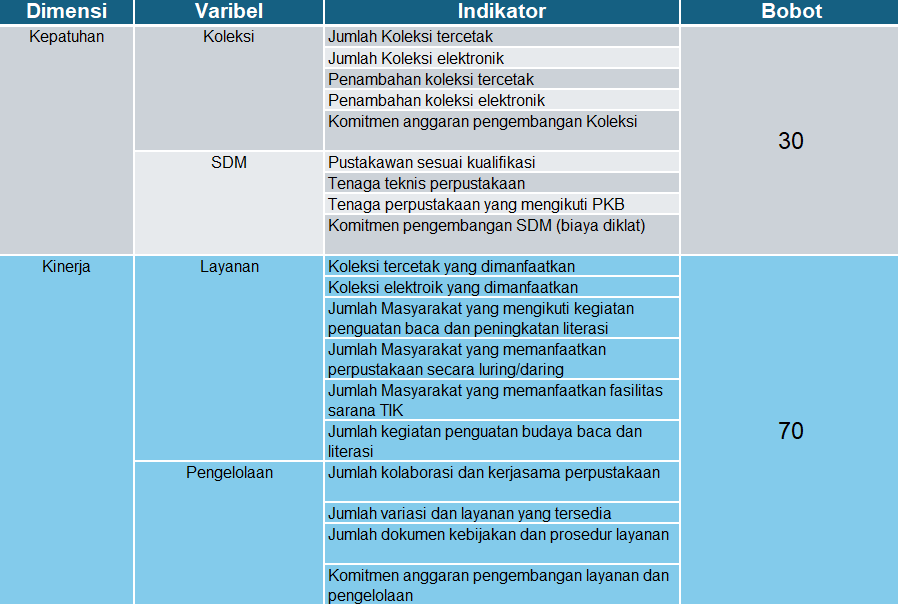 Dimensi Varibel Indikator Bobot
Kepatuhan Koleksi Jumlah Koleksi tercetak
Jumlah Koleksi elektronik
Penambahan koleksi tercetak
Penambahan koleksi elektronik
Komitmen anggaran pengembangan Koleksi
30
SDM Pustakawan sesuai kualifikasi
Tenaga teknis perpustakaan
Tenaga perpustakaan yang mengikuti PKB
Komitmen pengembangan SDM (biaya diklat)
Kinerja Layanan Koleksi tercetak yang dimanfaatkan
Koleksi elektroik yang dimanfaatkan
Jumlah Masyarakat yang mengikuti kegiatan
penguatan baca dan peningkatan literasi
Jumlah Masyarakat yang memanfaatkan
perpustakaan secara luring/daring
Jumlah Masyarakat yang memanfaatkan fasilitas
sarana TIK
Jumlah kegiatan penguatan budaya baca dan
literasi
70
Pengelolaan Jumlah kolaborasi dan kerjasama perpustakaan
Jumlah variasi dan layanan yang tersedia
Jumlah dokumen kebijakan dan prosedur layanan
Komitmen anggaran pengembangan layanan dan
pengelolaan